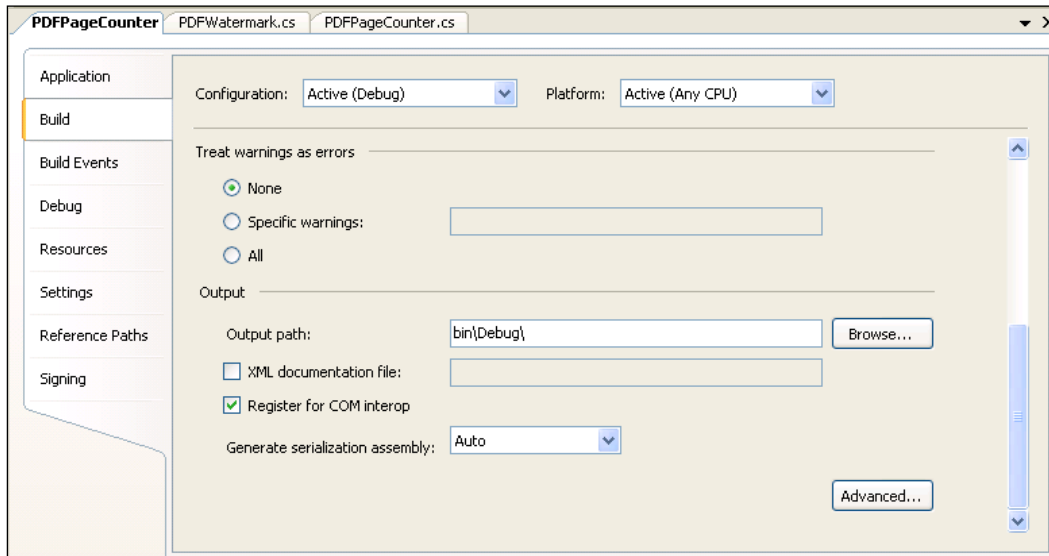 PDFPageCounter PDFWatermark.cs PDFPageCounter.cs
Application
Build
Build Events
Debug
Resources
Settings
Reference Paths
Signing
Configuration: Active (Debug) Platform: Active (Any CPU)
Treat warnings as errors
None
Specific warnings:
All
Output
Output path: bin\Debug\ Browse...
XML documentation file:
Register for COM interop
Generate serialization assembly: Auto
Advanced...